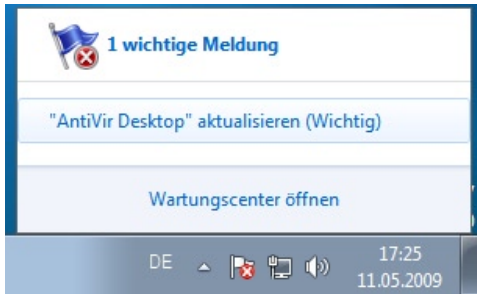 1 wichtige Meldung
"AntiVir Desktop" aktualisieren (Wichtig)
Wartungscenter öffnen
DE
17:25
11.05.2009